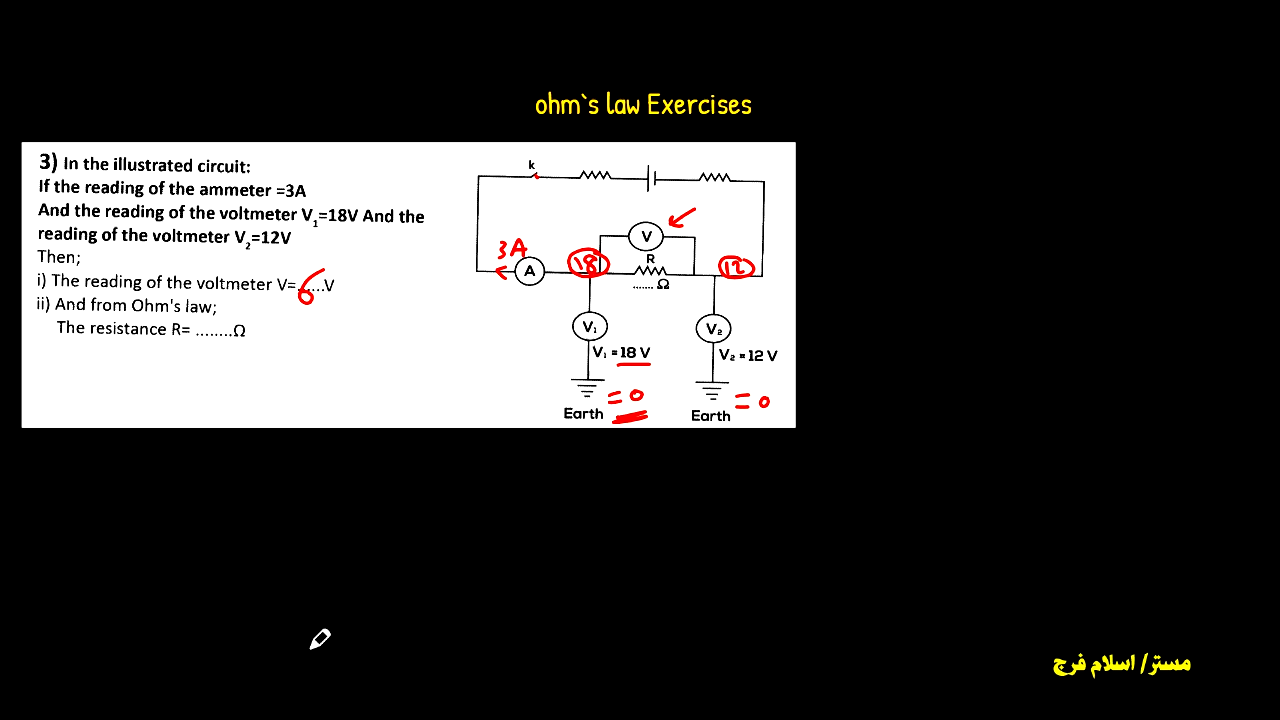 ohm`s law Exercises
3) In the illustrated circuit:
If the reading of the ammeter =3A
And the reading of the voltmeter V₁=18V And the
reading of the voltmeter V₂=12V
Then;
i) The reading of the voltmeter V=6.....V
ii) And from Ohm's law;
The resistance R= ........Ω
k
V
R
3A
A
18
12
....... Ω
V₁
V₂
V₁ = 18 V
V₂ = 12 V
= 0
= 0
Earth
Earth
مستر/ اسلام فرج